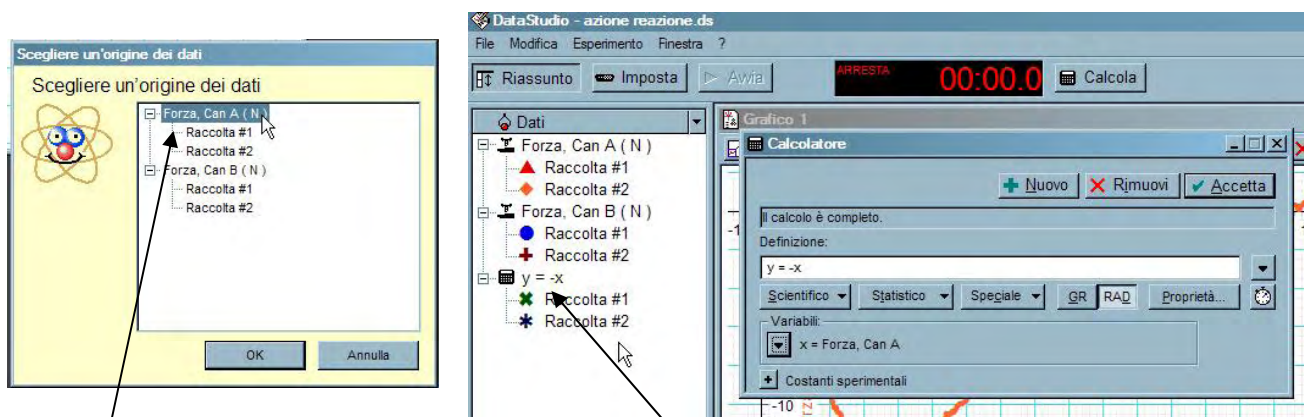 Scegliere un'origine dei dati
Scegliere un'origine dei dati
Forza, Can A ( N )
Raccolta #1
Raccolta #2
Forza, Can B ( N )
Raccolta #1
Raccolta #2
OK
Annulla
DataStudio - azione reazione.ds
File Modifica Esperimento Finestra ?
Riassunto Imposta Avvia ARRESTA 00:00.0 Calcola
Dati
Forza, Can A ( N )
Raccolta #1
Raccolta #2
Forza, Can B ( N )
Raccolta #1
Raccolta #2
y = -x
Raccolta #1
Raccolta #2
Grafico 1
Calcolatore
Nuovo Rimuovi Accetta
Il calcolo è completo.
Definizione:
y = -x
Scientifico Statistico Speciale GR RAD Proprietà...
Variabili:
x = Forza, Can A
Costanti sperimentali
-10